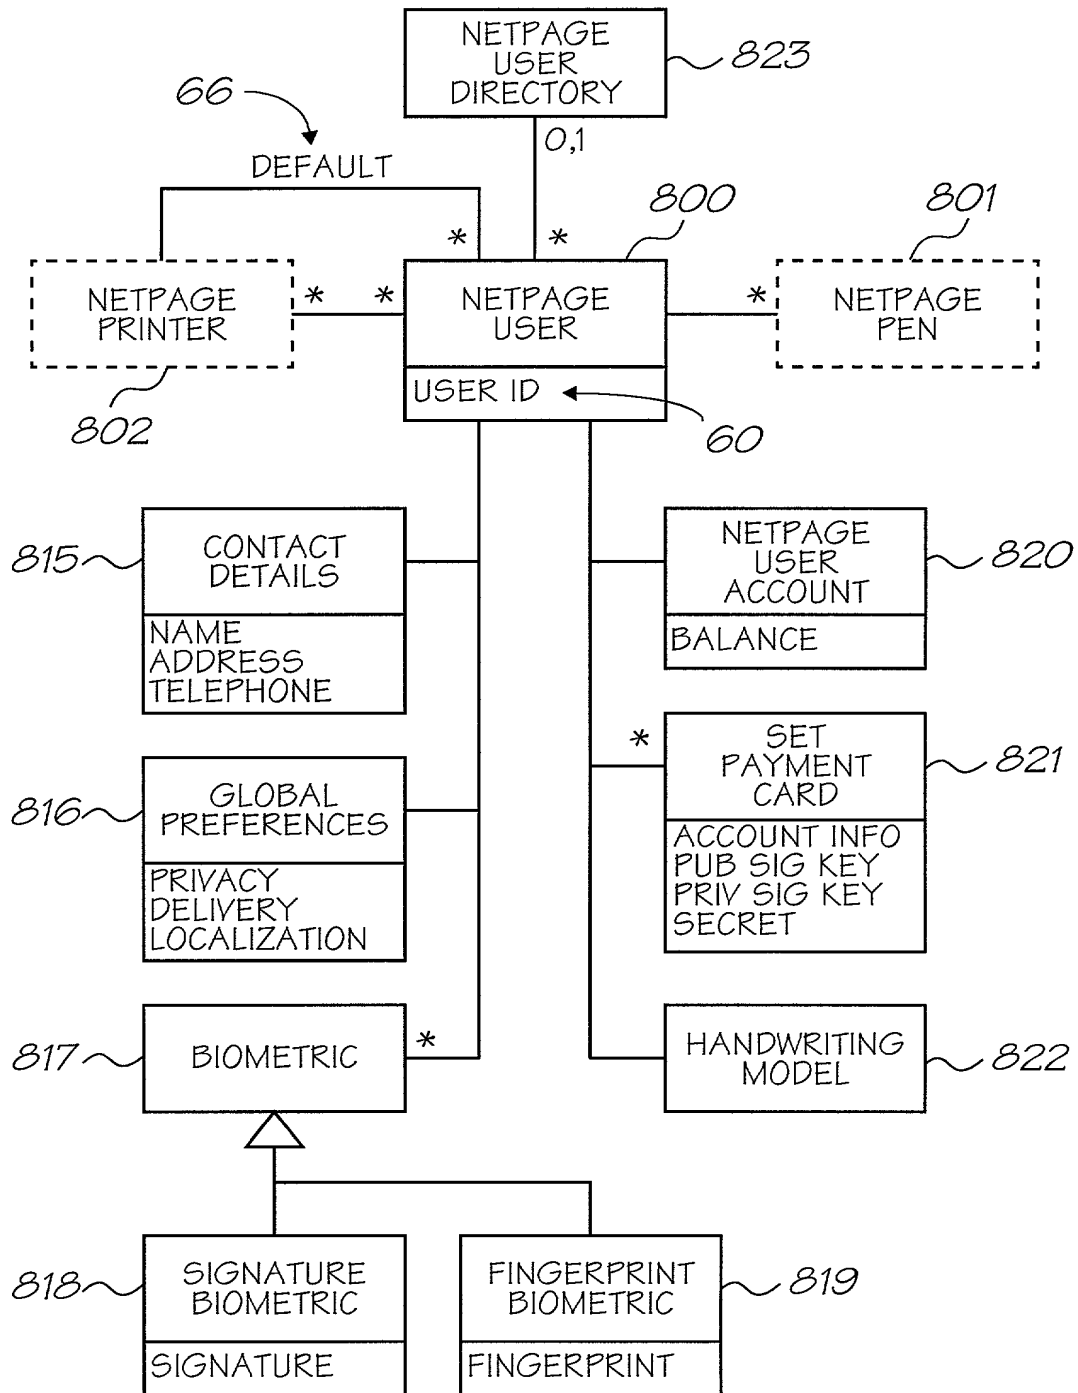 NETPAGE
USER
DIRECTORY
823
66
0,1
DEFAULT
800
801
*
*
NETPAGE
PRINTER
*
*
NETPAGE
USER
*
NETPAGE
PEN
802
USER ID
60
815
CONTACT
DETAILS
NAME
ADDRESS
TELEPHONE
NETPAGE
USER
ACCOUNT
820
BALANCE
816
GLOBAL
PREFERENCES
PRIVACY
DELIVERY
LOCALIZATION
*
SET
PAYMENT
CARD
821
ACCOUNT INFO
PUB SIG KEY
PRIV SIG KEY
SECRET
817
BIOMETRIC
*
HANDWRITING
MODEL
822
818
SIGNATURE
BIOMETRIC
SIGNATURE
FINGERPRINT
BIOMETRIC
819
FINGERPRINT